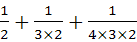 1/2 + 1/(3×2) + 1/(4×3×2)